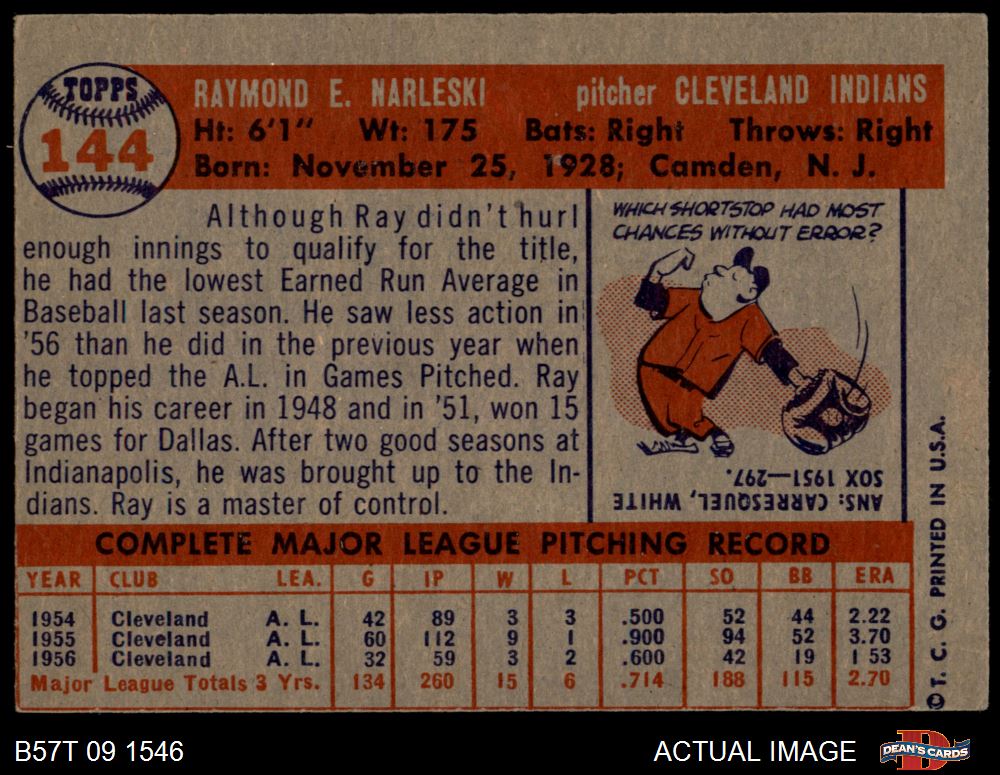 TOPPS
144
RAYMOND E. NARLESKI pitcher CLEVELAND INDIANS
Ht: 6'1" Wt: 175 Bats: Right Throws: Right
Born: November 25, 1928; Camden, N. J.
Although Ray didn't hurl
enough innings to qualify for the title,
he had the lowest Earned Run Average in
Baseball last season. He saw less action in
'56 than he did in the previous year when
he topped the A.L. in Games Pitched. Ray
began his career in 1948 and in '51, won 15
games for Dallas. After two good seasons at
Indianapolis, he was brought up to the In-
dians. Ray is a master of control.
WHICH SHORTSTOP HAD MOST
CHANCES WITHOUT ERROR?
ANS: CARRESQUEL, WHITE
SOX 1951—297.
COMPLETE MAJOR LEAGUE PITCHING RECORD
YEAR CLUB LEA. G IP W L PCT SO BB ERA
1954 Cleveland A. L. 42 89 3 3 .500 52 44 2.22
1955 Cleveland A. L. 60 112 9 1 .900 94 52 3.70
1956 Cleveland A. L. 32 59 3 2 .600 42 19 1 53
Major League Totals 3 Yrs. 134 260 15 6 .714 188 115 2.70
© T. C. G. PRINTED IN U.S.A.
B57T 09 1546 ACTUAL IMAGE DEAN'S CARDS